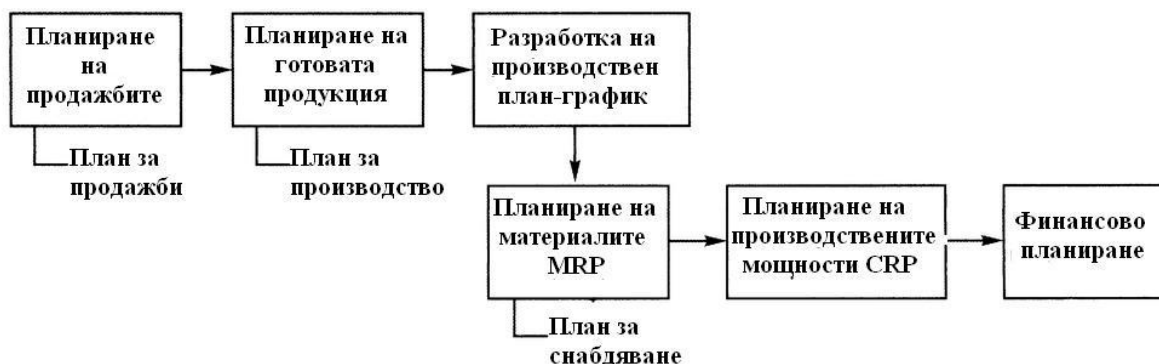 Планиране
на
продажбите
Планиране на
готовата
продукция
Разработка на
производствен
план-график
План за
продажби
План за
производство
Планиране на
материалите
MRP
Планиране на
производствените
мощности CRP
Финансово
планиране
План за
снабдяване